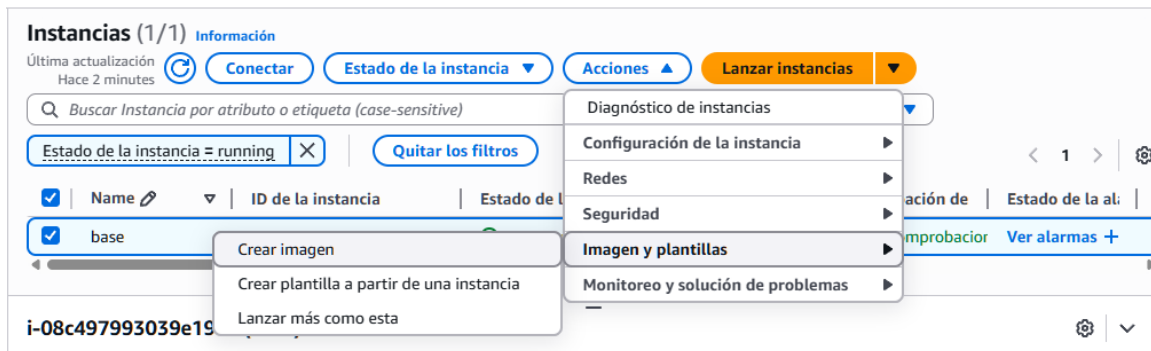 Instancias (1/1) Información
Última actualización
Hace 2 minutes
Conectar Estado de la instancia Acciones Lanzar instancias
Buscar Instancia por atributo o etiqueta (case-sensitive)
Diagnóstico de instancias
Configuración de la instancia
Estado de la instancia = running Quitar los filtros
1
Redes
Name ID de la instancia Estado de l ación de Estado de la ala
Seguridad
base Ver alarmas +
Crear imagen
Imagen y plantillas
Crear plantilla a partir de una instancia
Monitoreo y solución de problemas
Lanzar más como esta
i-08c497993039e19